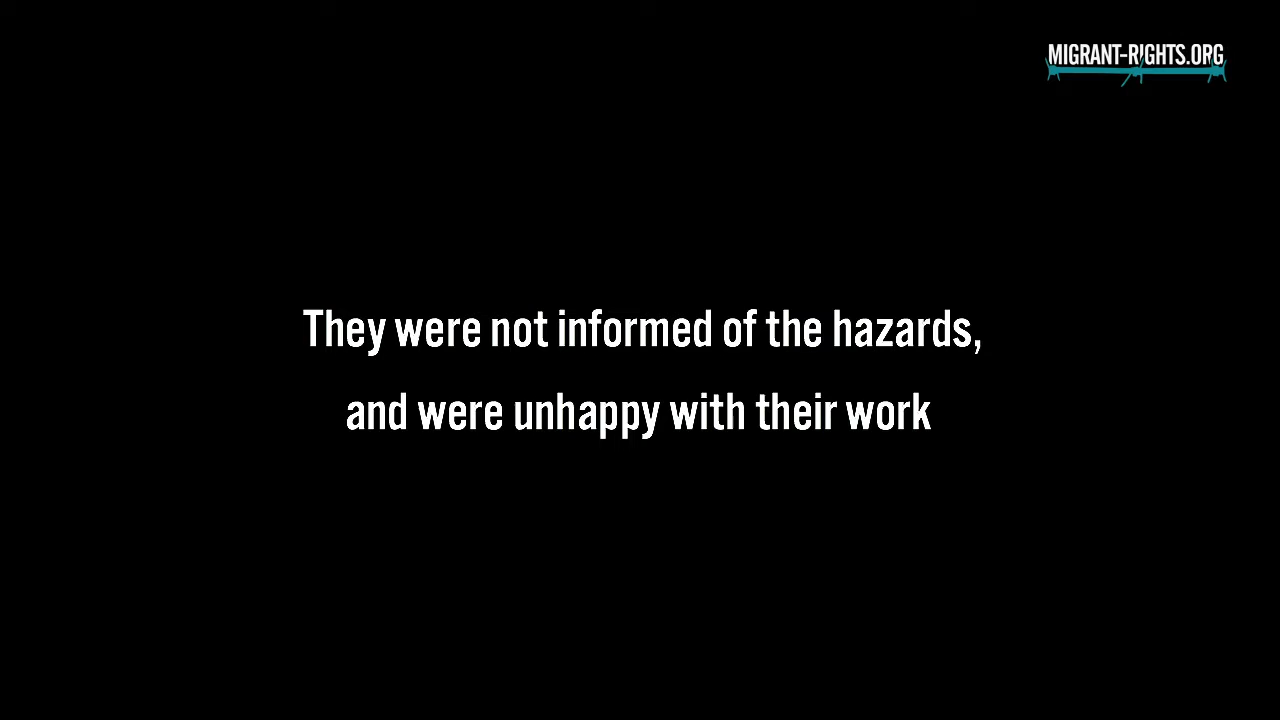 MIGRANT-RIGHTS.ORG
They were not informed of the hazards,
and were unhappy with their work